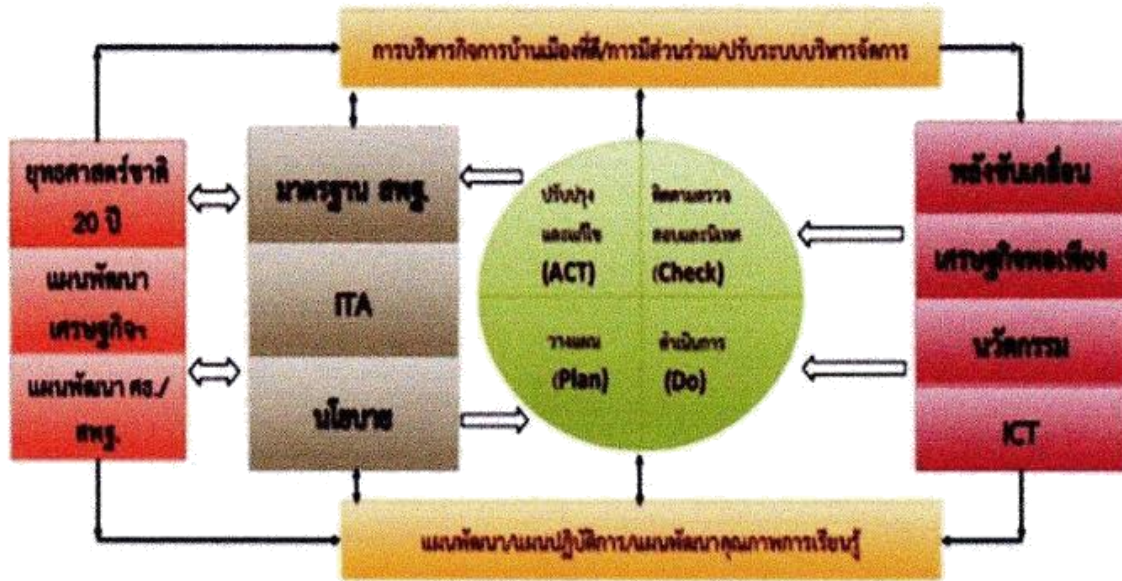 การบริหารกิจการบ้านเมืองที่ดี/การมีส่วนร่วม/ปรับระบบบริหารจัดการ
ยุทธศาสตร์ชาติ
20 ปี
แผนพัฒนา
เศรษฐกิจฯ
แผนพัฒนา ศธ./
สพฐ.
มาตรฐาน สพฐ.
ITA
นโยบาย
ปรับปรุง
และแก้ไข
(ACT)
ติดตามตรวจ
สอบและนิเทศ
(Check)
วางแผน
(Plan)
ดำเนินการ
(Do)
พลังขับเคลื่อน
เศรษฐกิจพอเพียง
นวัตกรรม
ICT
แผนพัฒนา/แผนปฏิบัติการ/แผนพัฒนาคุณภาพการเรียนรู้